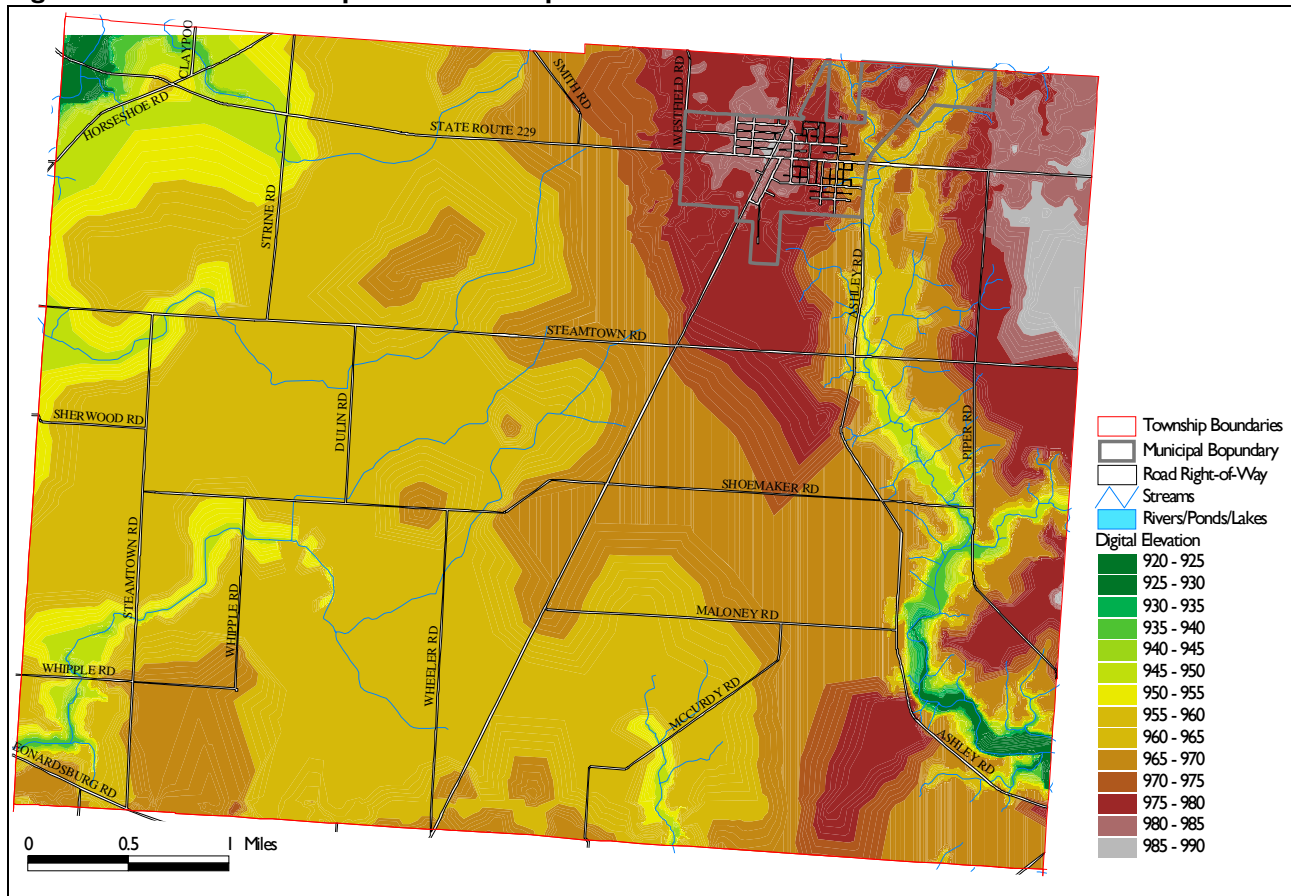 CLAYPOO
HORSESHOE RD
SMITH RD
WESTFIELD RD
STATE ROUTE 229
STRINE RD
ASHLEY RD
STEAMTOWN RD
SHERWOOD RD
DULIN RD
PIPER RD
SHOEMAKER RD
STEAMTOWN RD
WHIPPLE RD
MALONEY RD
WHIPPLE RD
WHEELER RD
MCCURDY RD
ASHLEY RD
EONARDSBURG RD
0 0.5 1 Miles
Township Boundaries
Municipal Bopundary
Road Right-of-Way
Streams
Rivers/Ponds/Lakes
Digital Elevation
920 - 925
925 - 930
930 - 935
935 - 940
940 - 945
945 - 950
950 - 955
955 - 960
960 - 965
965 - 970
970 - 975
975 - 980
980 - 985
985 - 990